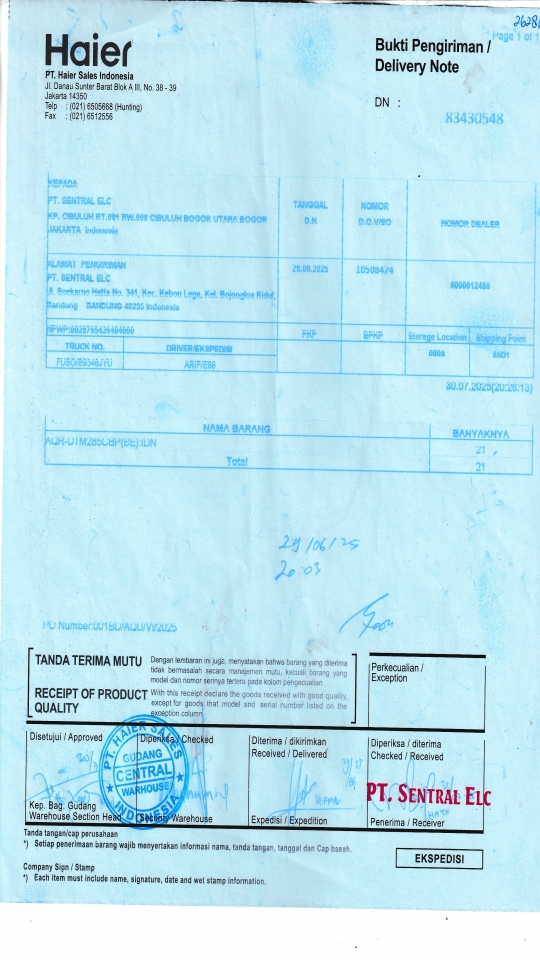 Page 1 of 1
Haier
PT. Haier Sales Indonesia
Jl. Danau Sunter Barat Blok A III, No. 38 - 39
Jakarta 14350
Telp : (021) 6505668 (Hunting)
Fax : (021) 6512556
Bukti Pengiriman /
Delivery Note
DN :
83430548
KEPADA
PT. SENTRAL ELC
KP. CIBULUH RT.001 RW.009 CIBULUH BOGOR UTARA BOGOR
JAKARTA Indonesia
TANGGAL
D.N
NOMOR
D.O./SO
NOMOR DEALER
ALAMAT PENGIRIMAN
PT. SENTRAL ELC
Jl. Soekarno Hatta No. 341, Kec. Kebon Lega, Kel. Bojongloa Kidul,
Bandung BANDUNG 40235 Indonesia
10508474
PKP
BPKP
Storage Location
Shipping Point
TRUCK NO.
DRIVER/EKSPEDISI
30.07.2025(20:26:13)
NAMA BARANG
BANYAKNYA
21
Total
21
29/06/25
20:03
PO Number:001BD/AQU/VI/2025
TANDA TERIMA MUTU
Dengan lembaran ini juga, menyatakan bahwa barang yang diterima
tidak bermasalah secara manajemen mutu, kecuali barang yang
model dan nomor serinya tertera pada kolom pengecualian
RECEIPT OF PRODUCT
QUALITY
With this receipt declare the goods received with good quality,
except for goods that model and serial number listed on the
exception column
Perkecualian /
Exception
Disetujui / Approved
Diperiksa / Checked
Diterima / dikirimkan
Received / Delivered
Diperiksa / diterima
Checked / Received
PT. HAIER SALES
GUDANG
CENTRAL
WARHOUSE
INDONESIA
PT. SENTRAL ELC
Kep. Bag. Gudang
Warehouse Section Head
Security Warehouse
Expedisi / Expedition
Penerima / Receiver
Tanda tangan/cap perusahaan
*) Setiap penerimaan barang wajib menyertakan informasi nama, tanda tangan, tanggal dan Cap basah.
EKSPEDISI
Company Sign / Stamp
*) Each item must include name, signature, date and wet stamp information.